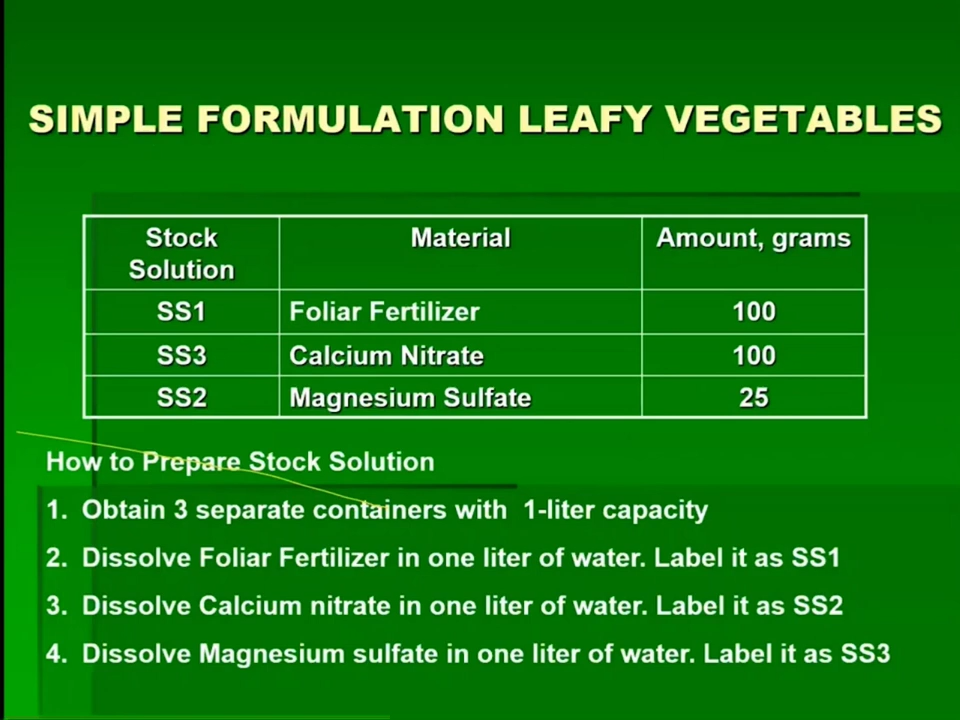 SIMPLE FORMULATION LEAFY VEGETABLES
Stock Solution Material Amount, grams
SS1 Foliar Fertilizer 100
SS3 Calcium Nitrate 100
SS2 Magnesium Sulfate 25
How to Prepare Stock Solution
1. Obtain 3 separate containers with 1-liter capacity
2. Dissolve Foliar Fertilizer in one liter of water. Label it as SS1
3. Dissolve Calcium nitrate in one liter of water. Label it as SS2
4. Dissolve Magnesium sulfate in one liter of water. Label it as SS3